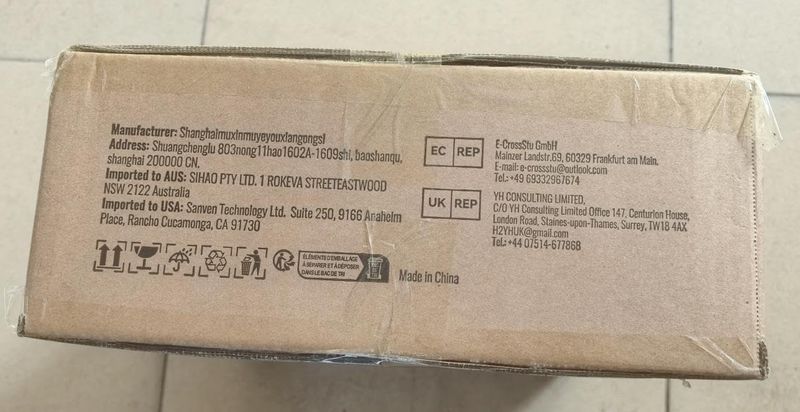 Manufacturer: Shanghaimuxinmuyeyouxiangongsi
Address: Shuangchenglu 803nong11hao1602A-1609shi, baoshanqu,
shanghai 200000 CN.
Imported to AUS: SIHAO PTY LTD. 1 ROKEVA STREETEASTWOOD
NSW 2122 Australia
Imported to USA: Sanven Technology Ltd. Suite 250, 9166 Anaheim
Place, Rancho Cucamonga, CA 91730
EC REP
E-CrossStu GmbH
Mainzer Landstr.69, 60329 Frankfurt am Main.
E-mail: e-crossstu@outlook.com
Tel.: +49 69332967674
UK REP
YH CONSULTING LIMITED,
C/O YH Consulting Limited Office 147, Centurion House,
London Road, Staines-upon-Thames, Surrey, TW18 4AX
H2YHUK@gmail.com
Tel.: +44 07514-677868
ÉLÉMENTS D'EMBALLAGE
À SÉPARER ET À DÉPOSER
DANS LE BAC DE TRI
Made in China